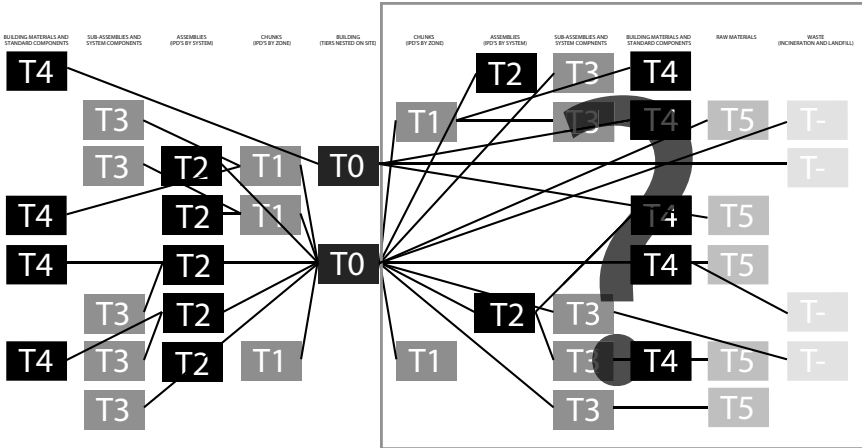 BUILDING MATERIALS AND
STANDARD COMPONENTS
SUB-ASSEMBLIES AND
SYSTEM COMPONENTS
ASSEMBLIES
(IPD'S BY SYSTEM)
CHUNKS
(IPD'S BY ZONE)
BUILDING
(TIERS NESTED ON SITE)
CHUNKS
(IPD'S BY ZONE)
ASSEMBLIES
(IPD'S BY SYSTEM)
SUB-ASSEMBLIES AND
SYSTEM COMPONENTS
BUILDING MATERIALS AND
STANDARD COMPONENTS
RAW MATERIALS
WASTE
(INCINERATION AND LANDFILL)
T4 T2 T3 T4
T3 T1 T3 T4 T5 T-
T3 T2 T1 T0 T-
T4 T2 T1 T4 T5
T4 T2 T0 T4 T5
T3 T2 T2 T3 T-
T4 T3 T2 T1 T1 T3 T4 T5 T-
T3 T3 T5
?